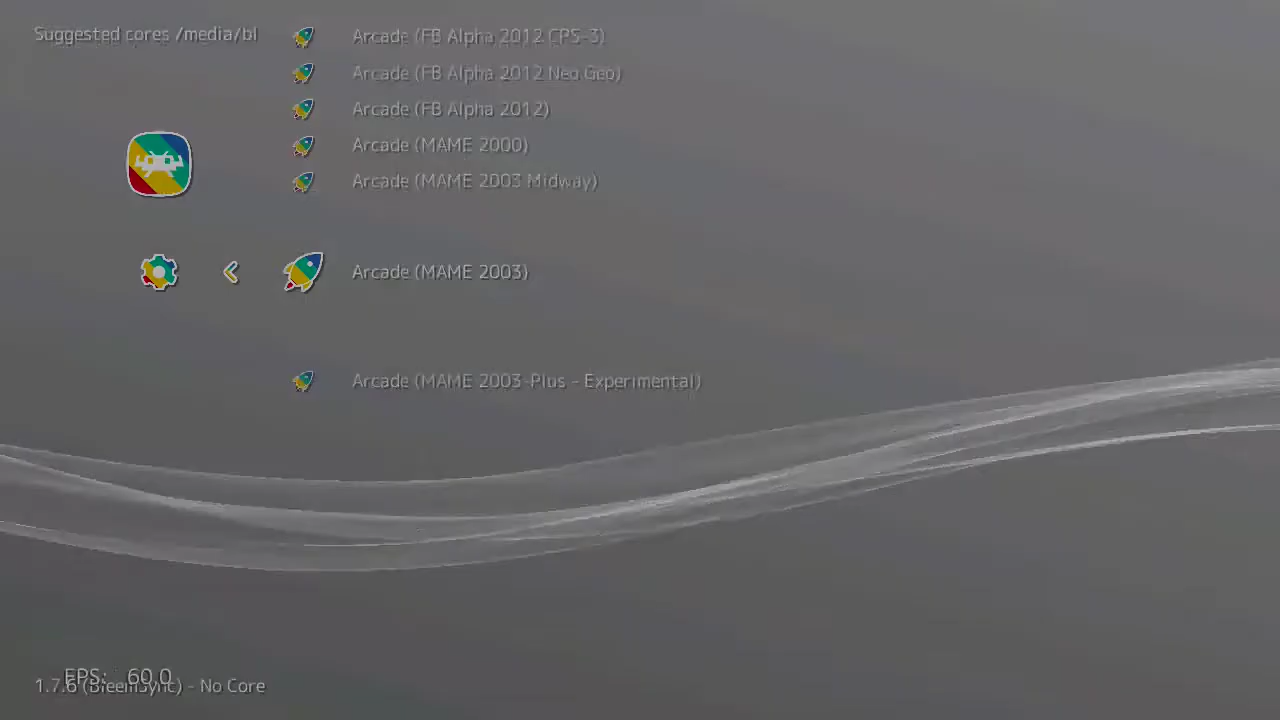 Suggested cores /media/bl
Arcade (FB Alpha 2012 CPS-3)
Arcade (FB Alpha 2012 Neo Geo)
Arcade (FB Alpha 2012)
Arcade (MAME 2000)
Arcade (MAME 2003 Midway)
Arcade (MAME 2003)
Arcade (MAME 2003-Plus - Experimental)
FPS: 60.0
1.7.6 (BleemSync) - No Core